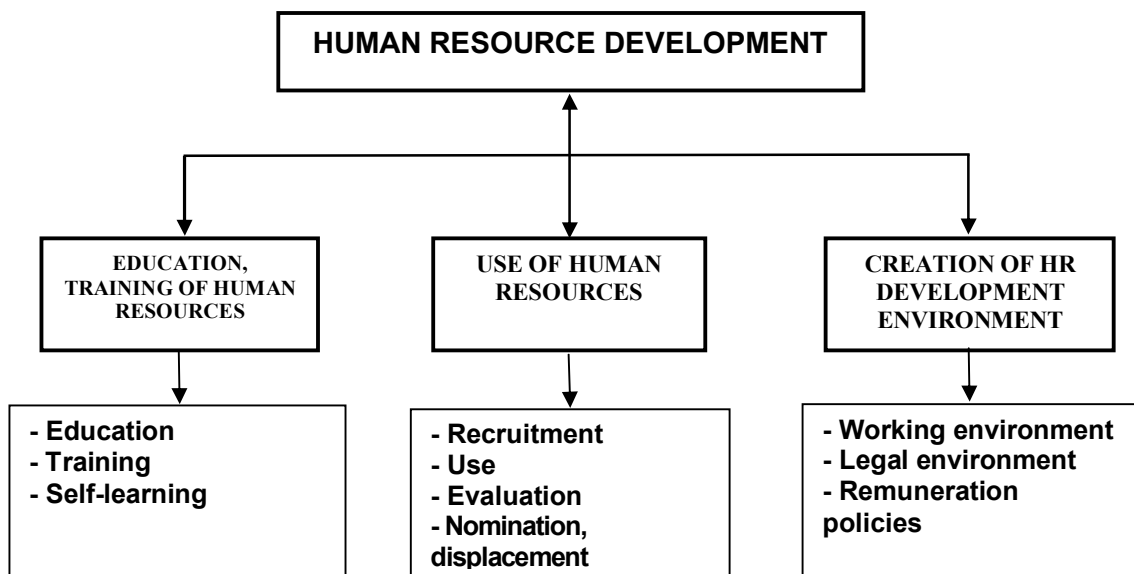 HUMAN RESOURCE DEVELOPMENT
EDUCATION,
TRAINING OF HUMAN
RESOURCES
USE OF HUMAN
RESOURCES
CREATION OF HR
DEVELOPMENT
ENVIRONMENT
- Education
- Training
- Self-learning
- Recruitment
- Use
- Evaluation
- Nomination,
displacement
- Working environment
- Legal environment
- Remuneration
policies